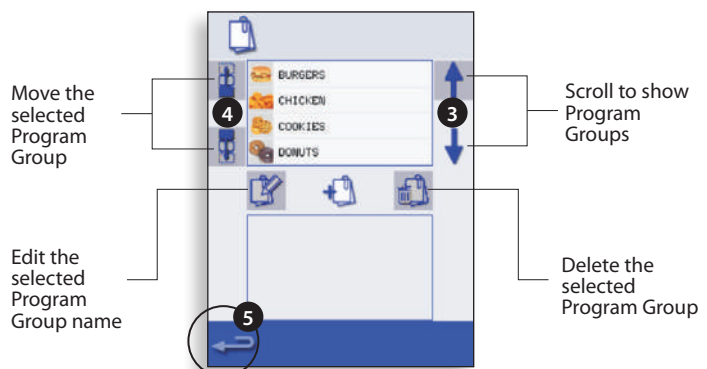 Move the
selected
Program
Group
4
Edit the
selected
Program
Group name
5
BURGERS
CHICKEN
COOKIES
DONUTS
3
Scroll to show
Program
Groups
Delete the
selected
Program Group